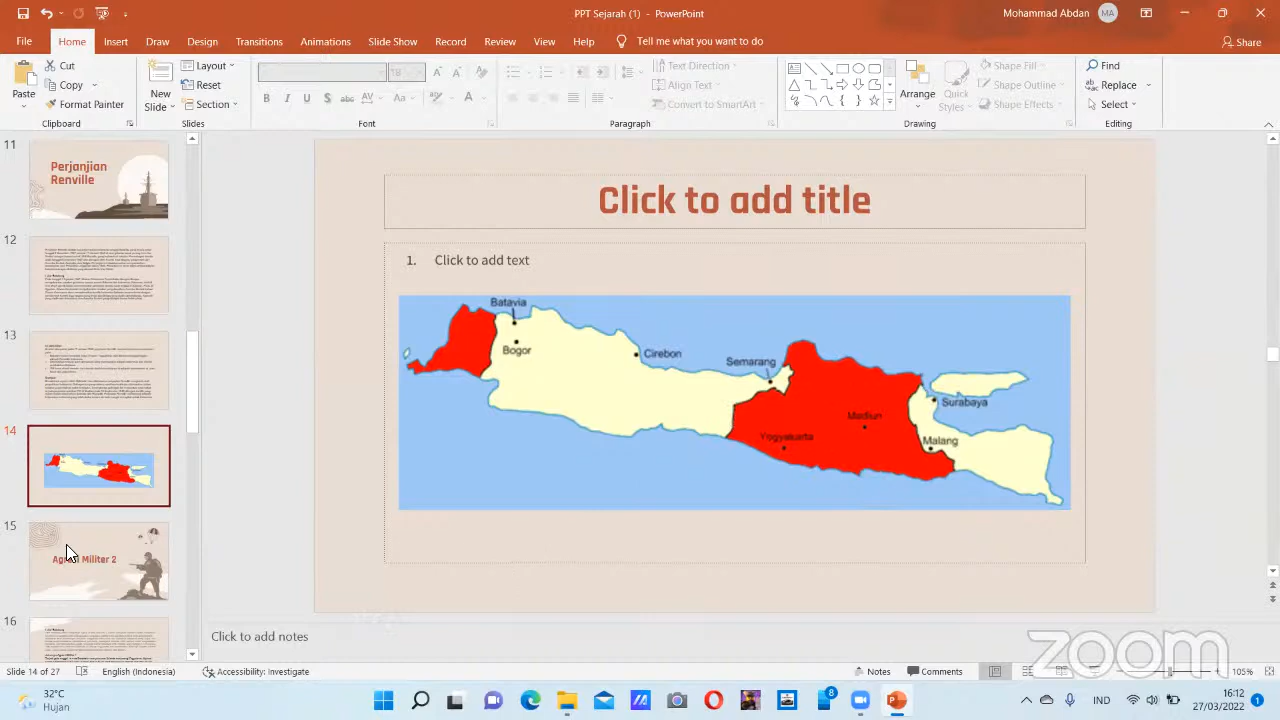 PPT Sejarah (1) - PowerPoint
Mohammad Abdan
MA
File Home Insert Draw Design Transitions Animations Slide Show Record Review View Help Tell me what you want to do
Share
Paste
Cut
Copy
Format Painter
Clipboard
New Slide
Layout
Reset
Section
Slides
18
Font
Text Direction
Align Text
Convert to SmartArt
Paragraph
Arrange
Quick Styles
Shape Fill
Shape Outline
Shape Effects
Drawing
Find
Replace
Select
Editing
11
Perjanjian
Renville
12
13
14
15
Militer 2
16
Click to add title
1. Click to add text
Batavia
Bogor
Cirebon
Semarang
Surabaya
Madiun
Yogyakarta
Malang
Click to add notes
zoom
Slide 14 of 27
English (Indonesia)
Accessibility: Investigate
Notes
Comments
105%
32°C
Hujan
8
IND
16:12
27/03/2022